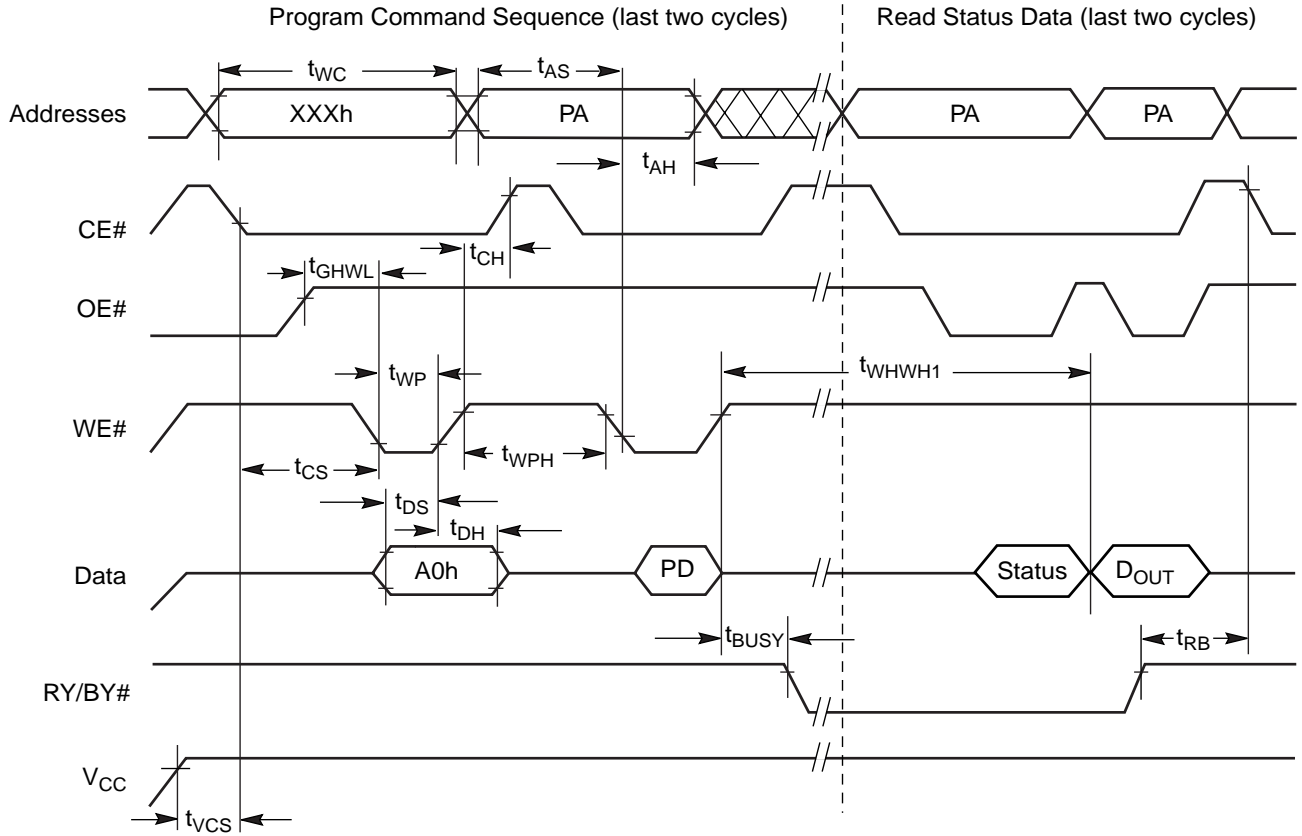 Program Command Sequence (last two cycles)
Read Status Data (last two cycles)
tWC
tAS
Addresses
XXXh
PA
PA
PA
tAH
CE#
tCH
tGHWL
OE#
tWP
tWHWH1
WE#
tCS
tWPH
tDS
tDH
Data
A0h
PD
Status
DOUT
tBUSY
tRB
RY/BY#
VCC
tVCS